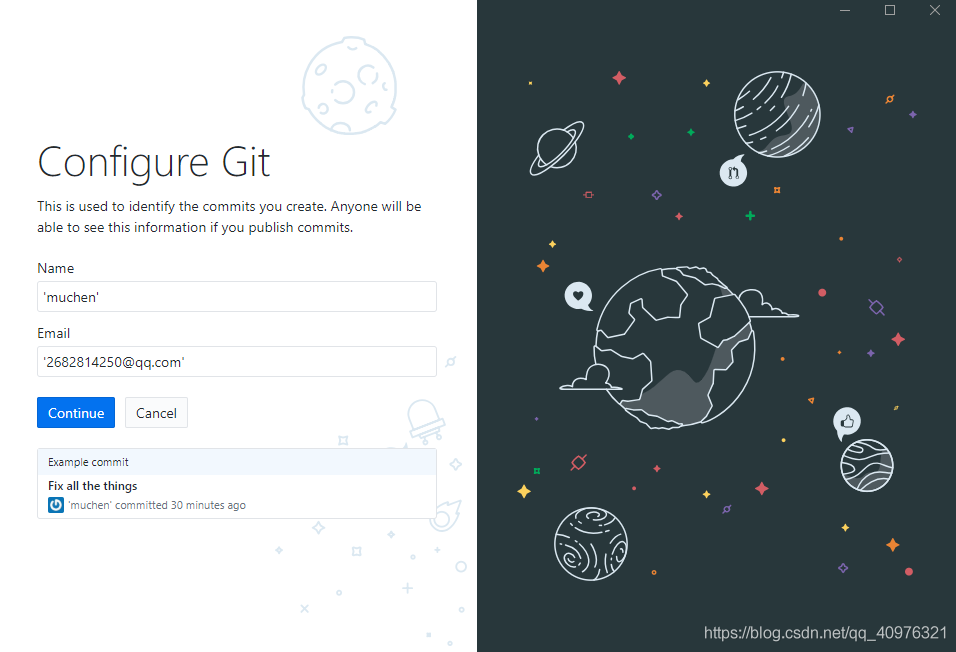 Configure Git
This is used to identify the commits you create. Anyone will be
able to see this information if you publish commits.
Name
'muchen'
Email
'2682814250@qq.com'
Continue
Cancel
Example commit
Fix all the things
'muchen' committed 30 minutes ago
https://blog.csdn.net/qq_40976321